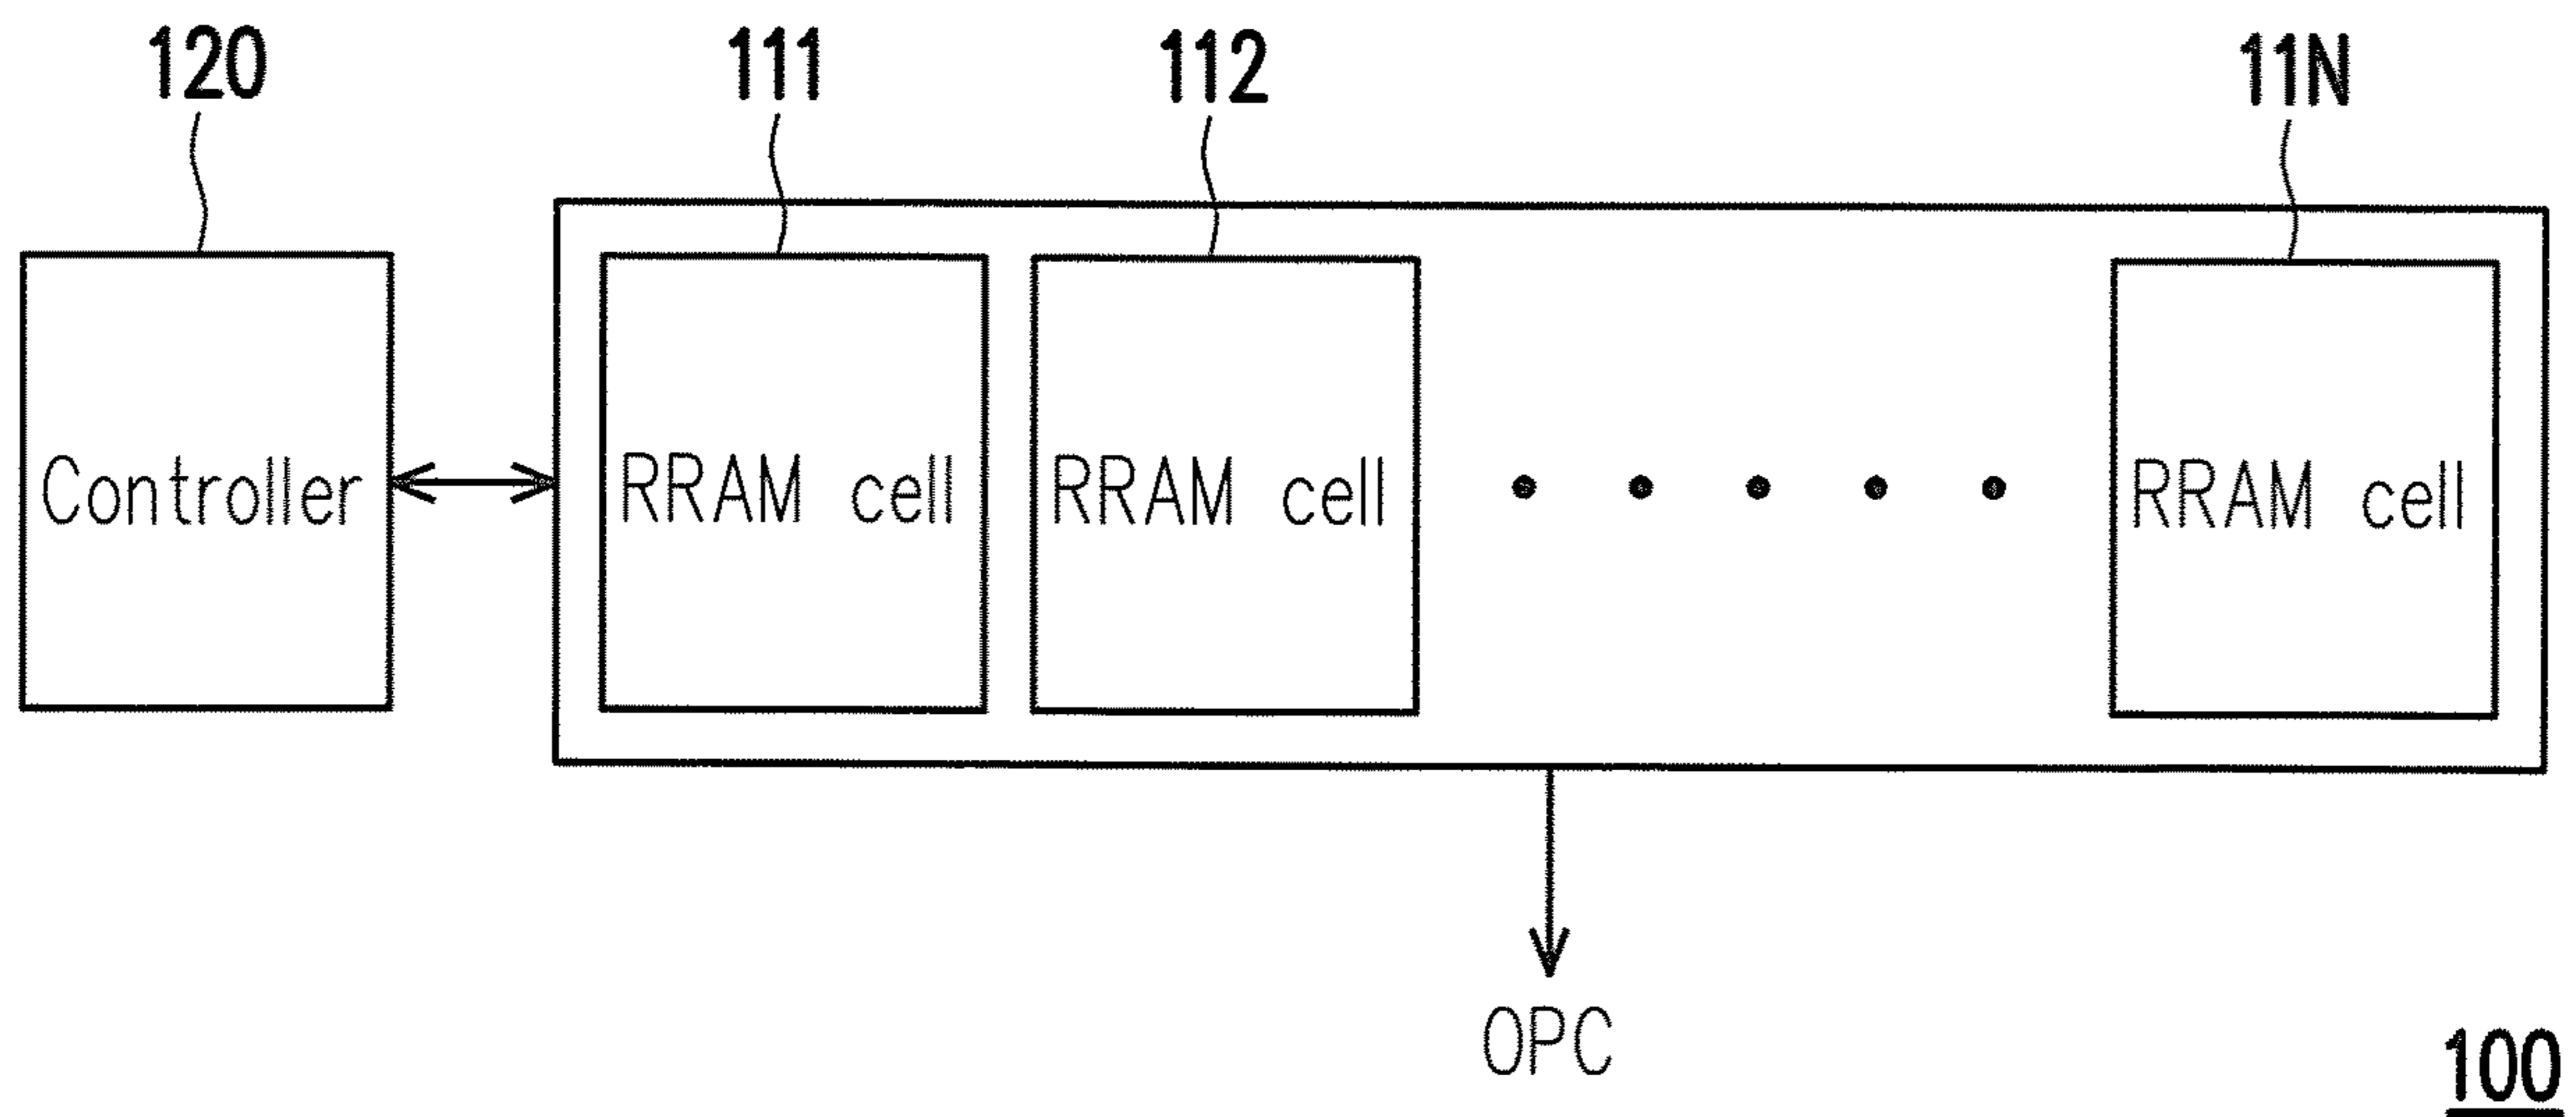 120 111 112 11N
Controller RRAM cell RRAM cell RRAM cell
OPC
100